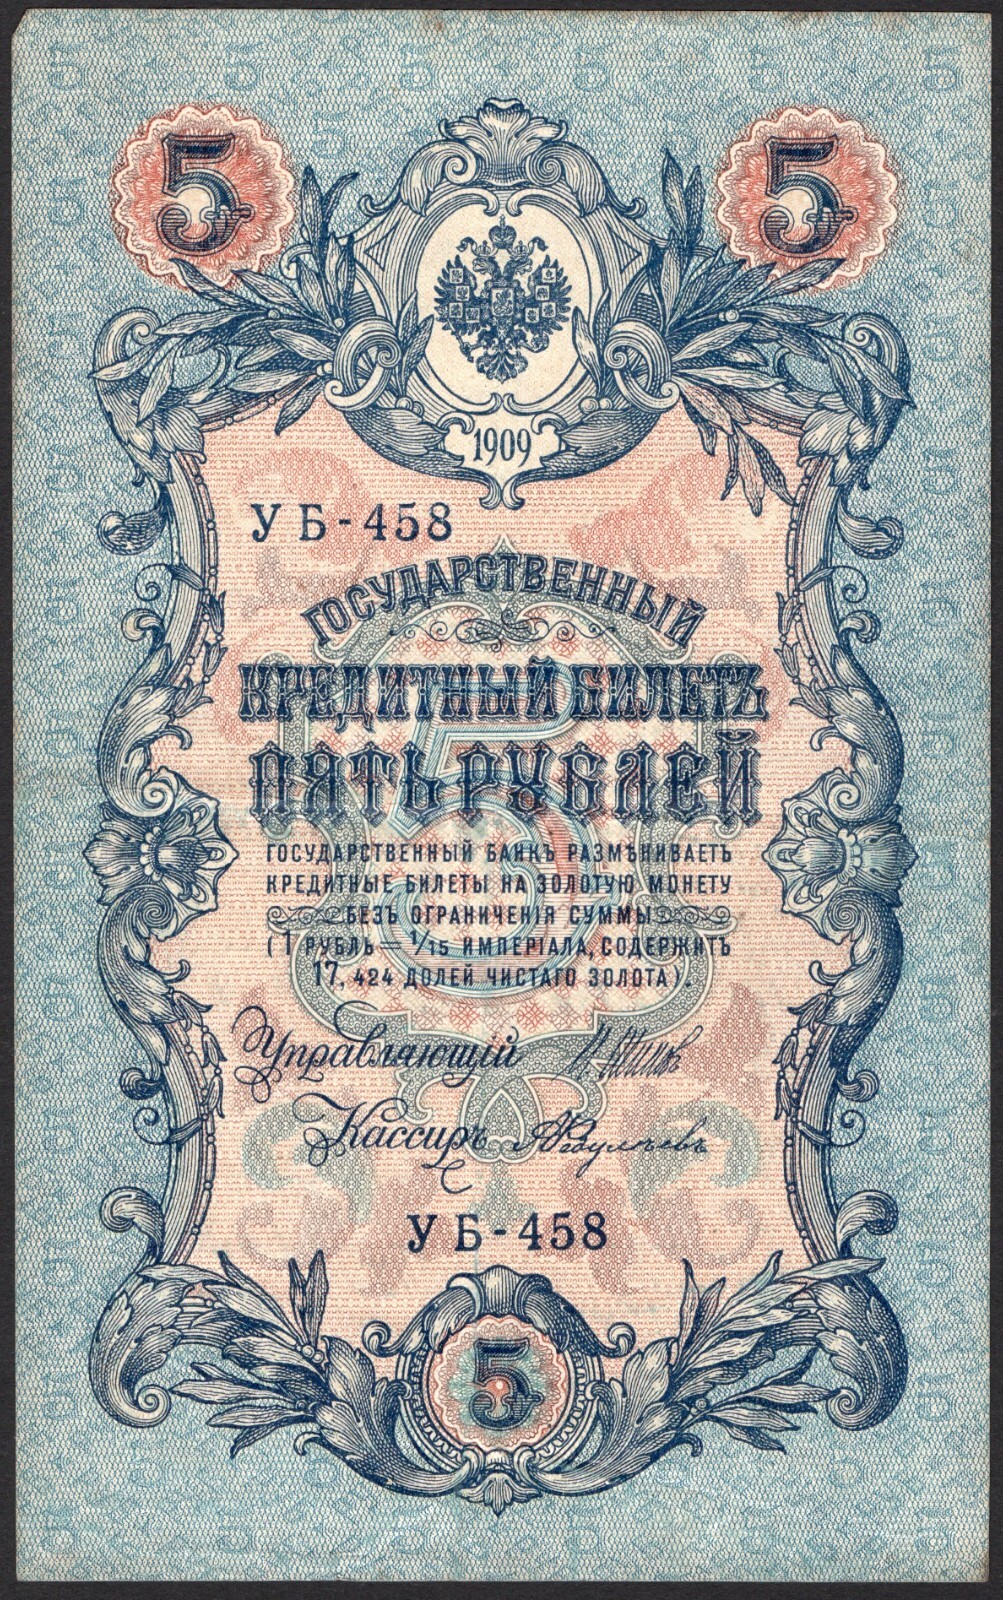 5 5
1909
УБ-458
ГОСУДАРСТВЕННЫЙ
КРЕДИТНЫЙ БИЛЕТЪ
ПЯТЬ РУБЛЕЙ
5
ГОСУДАРСТВЕННЫЙ БАНКЪ РАЗМѢНИВАЕТЪ
КРЕДИТНЫЕ БИЛЕТЫ НА ЗОЛОТУЮ МОНЕТУ
БЕЗЪ ОГРАНИЧЕНІЯ СУММЫ
(1 РУБЛЬ = 1/15 ИМПЕРІАЛА, СОДЕРЖИТЪ
17,424 ДОЛЕЙ ЧИСТАГО ЗОЛОТА).
Управляющій
Кассиръ
УБ-458
5